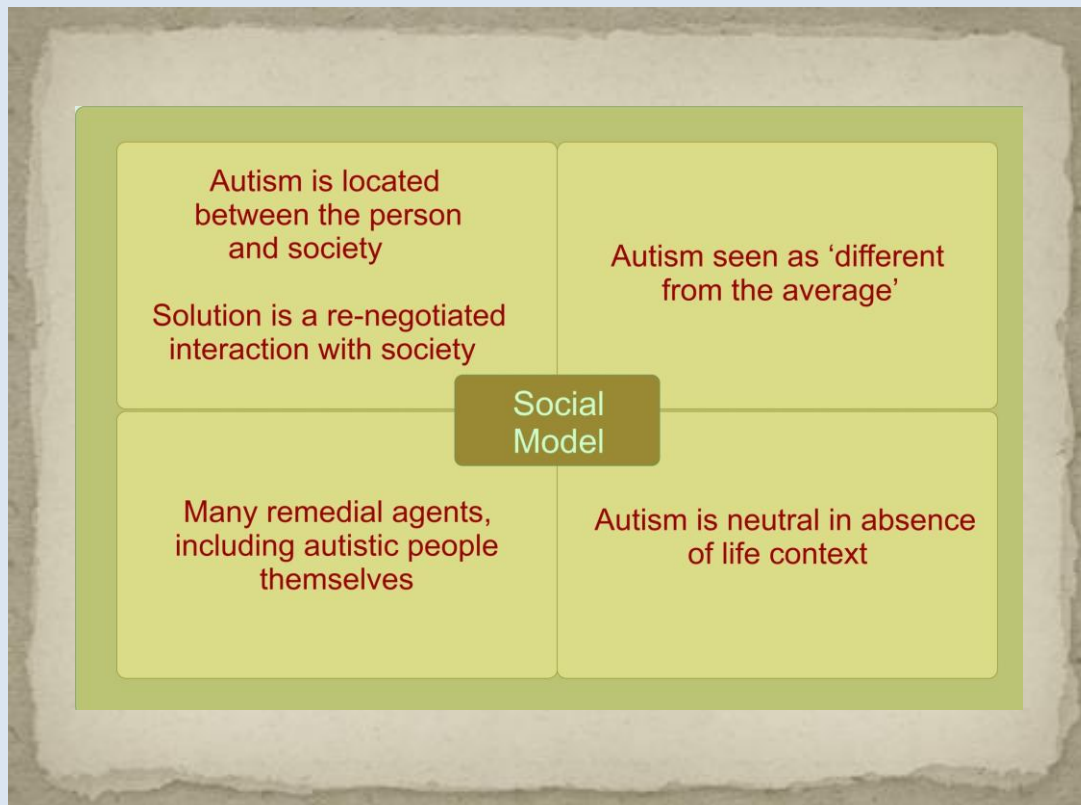 Autism is located
between the person
and society
Solution is a re-negotiated
interaction with society
Autism seen as ‘different
from the average’
Social
Model
Many remedial agents,
including autistic people
themselves
Autism is neutral in absence
of life context